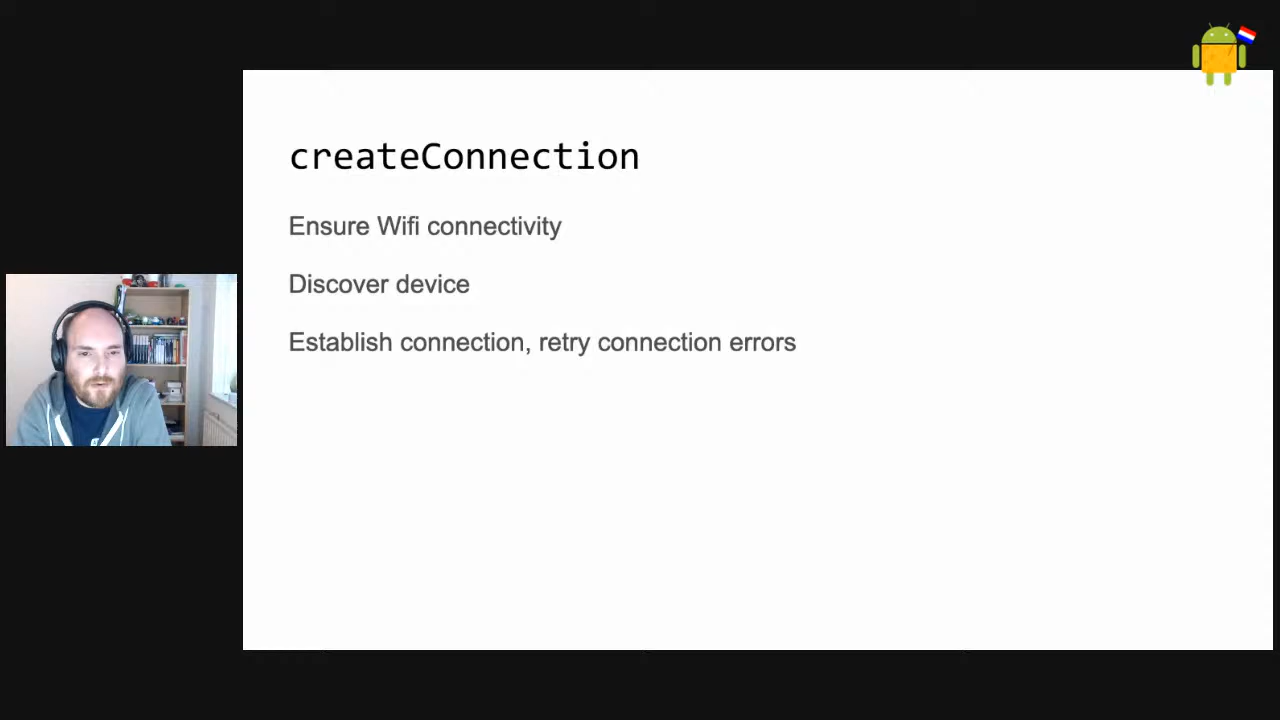 createConnection
Ensure Wifi connectivity
Discover device
Establish connection, retry connection errors